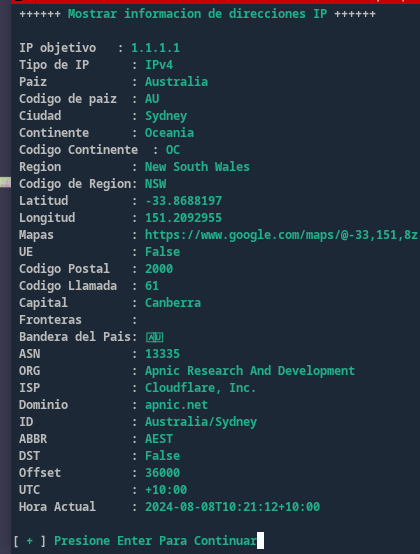 ++++++ Mostrar informacion de direcciones IP ++++++
IP objetivo : 1.1.1.1
Tipo de IP : IPv4
Paiz : Australia
Codigo de paiz : AU
Ciudad : Sydney
Continente : Oceania
Codigo Continente : OC
Region : New South Wales
Codigo de Region: NSW
Latitud : -33.8688197
Longitud : 151.2092955
Mapas : https://www.google.com/maps/@-33,151,8z
UE : False
Codigo Postal : 2000
Codigo Llamada : 61
Capital : Canberra
Fronteras :
Bandera del Pais: 🇦🇺
ASN : 13335
ORG : Apnic Research And Development
ISP : Cloudflare, Inc.
Dominio : apnic.net
ID : Australia/Sydney
ABBR : AEST
DST : False
Offset : 36000
UTC : +10:00
Hora Actual : 2024-08-08T10:21:12+10:00
[ + ] Presione Enter Para Continuar